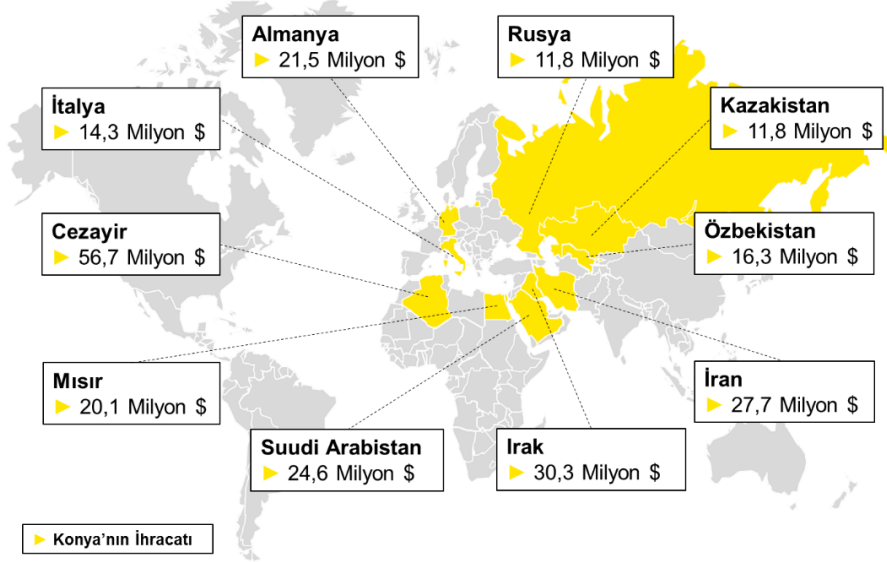 Almanya
21,5 Milyon $
Rusya
11,8 Milyon $
İtalya
14,3 Milyon $
Kazakistan
11,8 Milyon $
Cezayir
56,7 Milyon $
Özbekistan
16,3 Milyon $
Mısır
20,1 Milyon $
İran
27,7 Milyon $
Suudi Arabistan
24,6 Milyon $
Irak
30,3 Milyon $
Konya’nın İhracatı